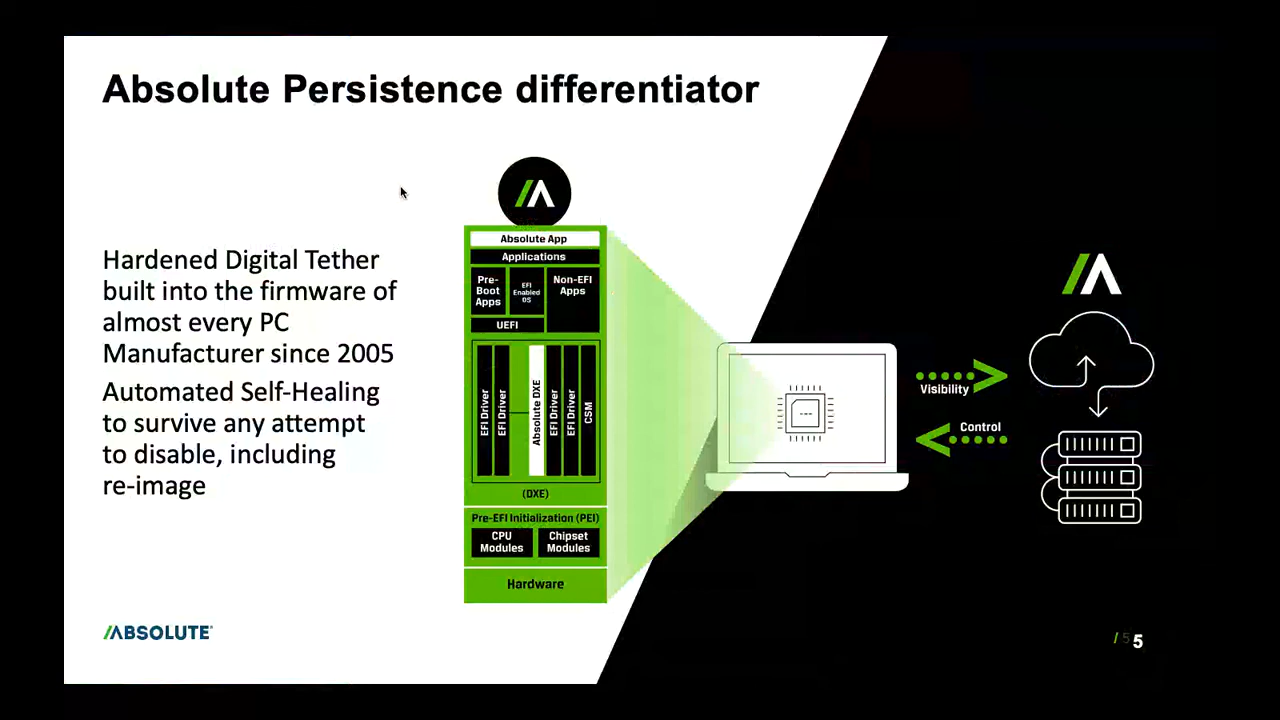 Absolute Persistence differentiator
Hardened Digital Tether
built into the firmware of
almost every PC
Manufacturer since 2005
Automated Self-Healing
to survive any attempt
to disable, including
re-image
Absolute App
Applications
Pre-
Boot
Apps
EFI
Enabled
OS
Non-EFI
Apps
UEFI
EFI Driver
EFI Driver
Absolute DXE
EFI Driver
EFI Driver
CSM
(DXE)
Pre-EFI Initialization (PEI)
CPU
Modules
Chipset
Modules
Hardware
Visibility
Control
ABSOLUTE®
/ 5 5